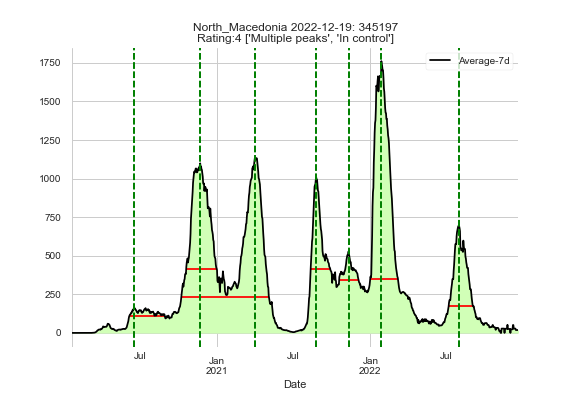 North_Macedonia 2022-12-19: 345197
Rating:4 ['Multiple peaks', 'In control']
Average-7d
1750
1500
1250
1000
750
500
250
0
Jul
Jan
2021
Jul
Jan
2022
Jul
Date